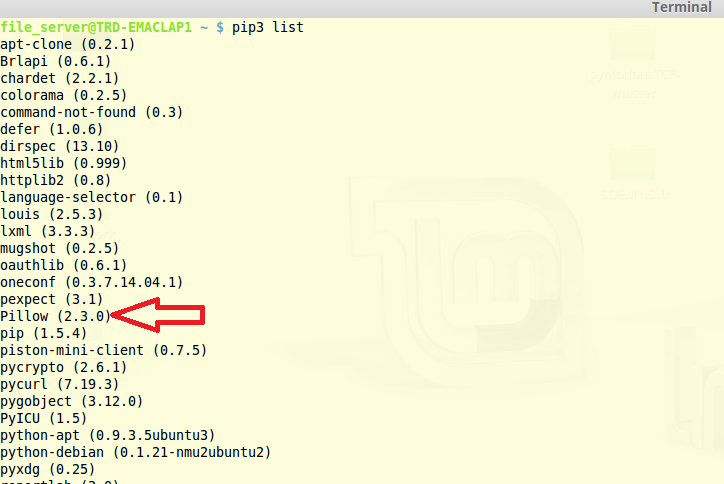 Terminal
file_server@TRD-EMACLAP1 ~ $ pip3 list
apt-clone (0.2.1)
Brlapi (0.6.1)
chardet (2.2.1)
colorama (0.2.5)
command-not-found (0.3)
defer (1.0.6)
dirspec (13.10)
html5lib (0.999)
httplib2 (0.8)
language-selector (0.1)
louis (2.5.3)
lxml (3.3.3)
mugshot (0.2.5)
oauthlib (0.6.1)
oneconf (0.3.7.14.04.1)
pexpect (3.1)
Pillow (2.3.0)
pip (1.5.4)
piston-mini-client (0.7.5)
pycrypto (2.6.1)
pycurl (7.19.3)
pygobject (3.12.0)
PyICU (1.5)
python-apt (0.9.3.5ubuntu3)
python-debian (0.1.21-nmu2ubuntu2)
pyxdg (0.25)